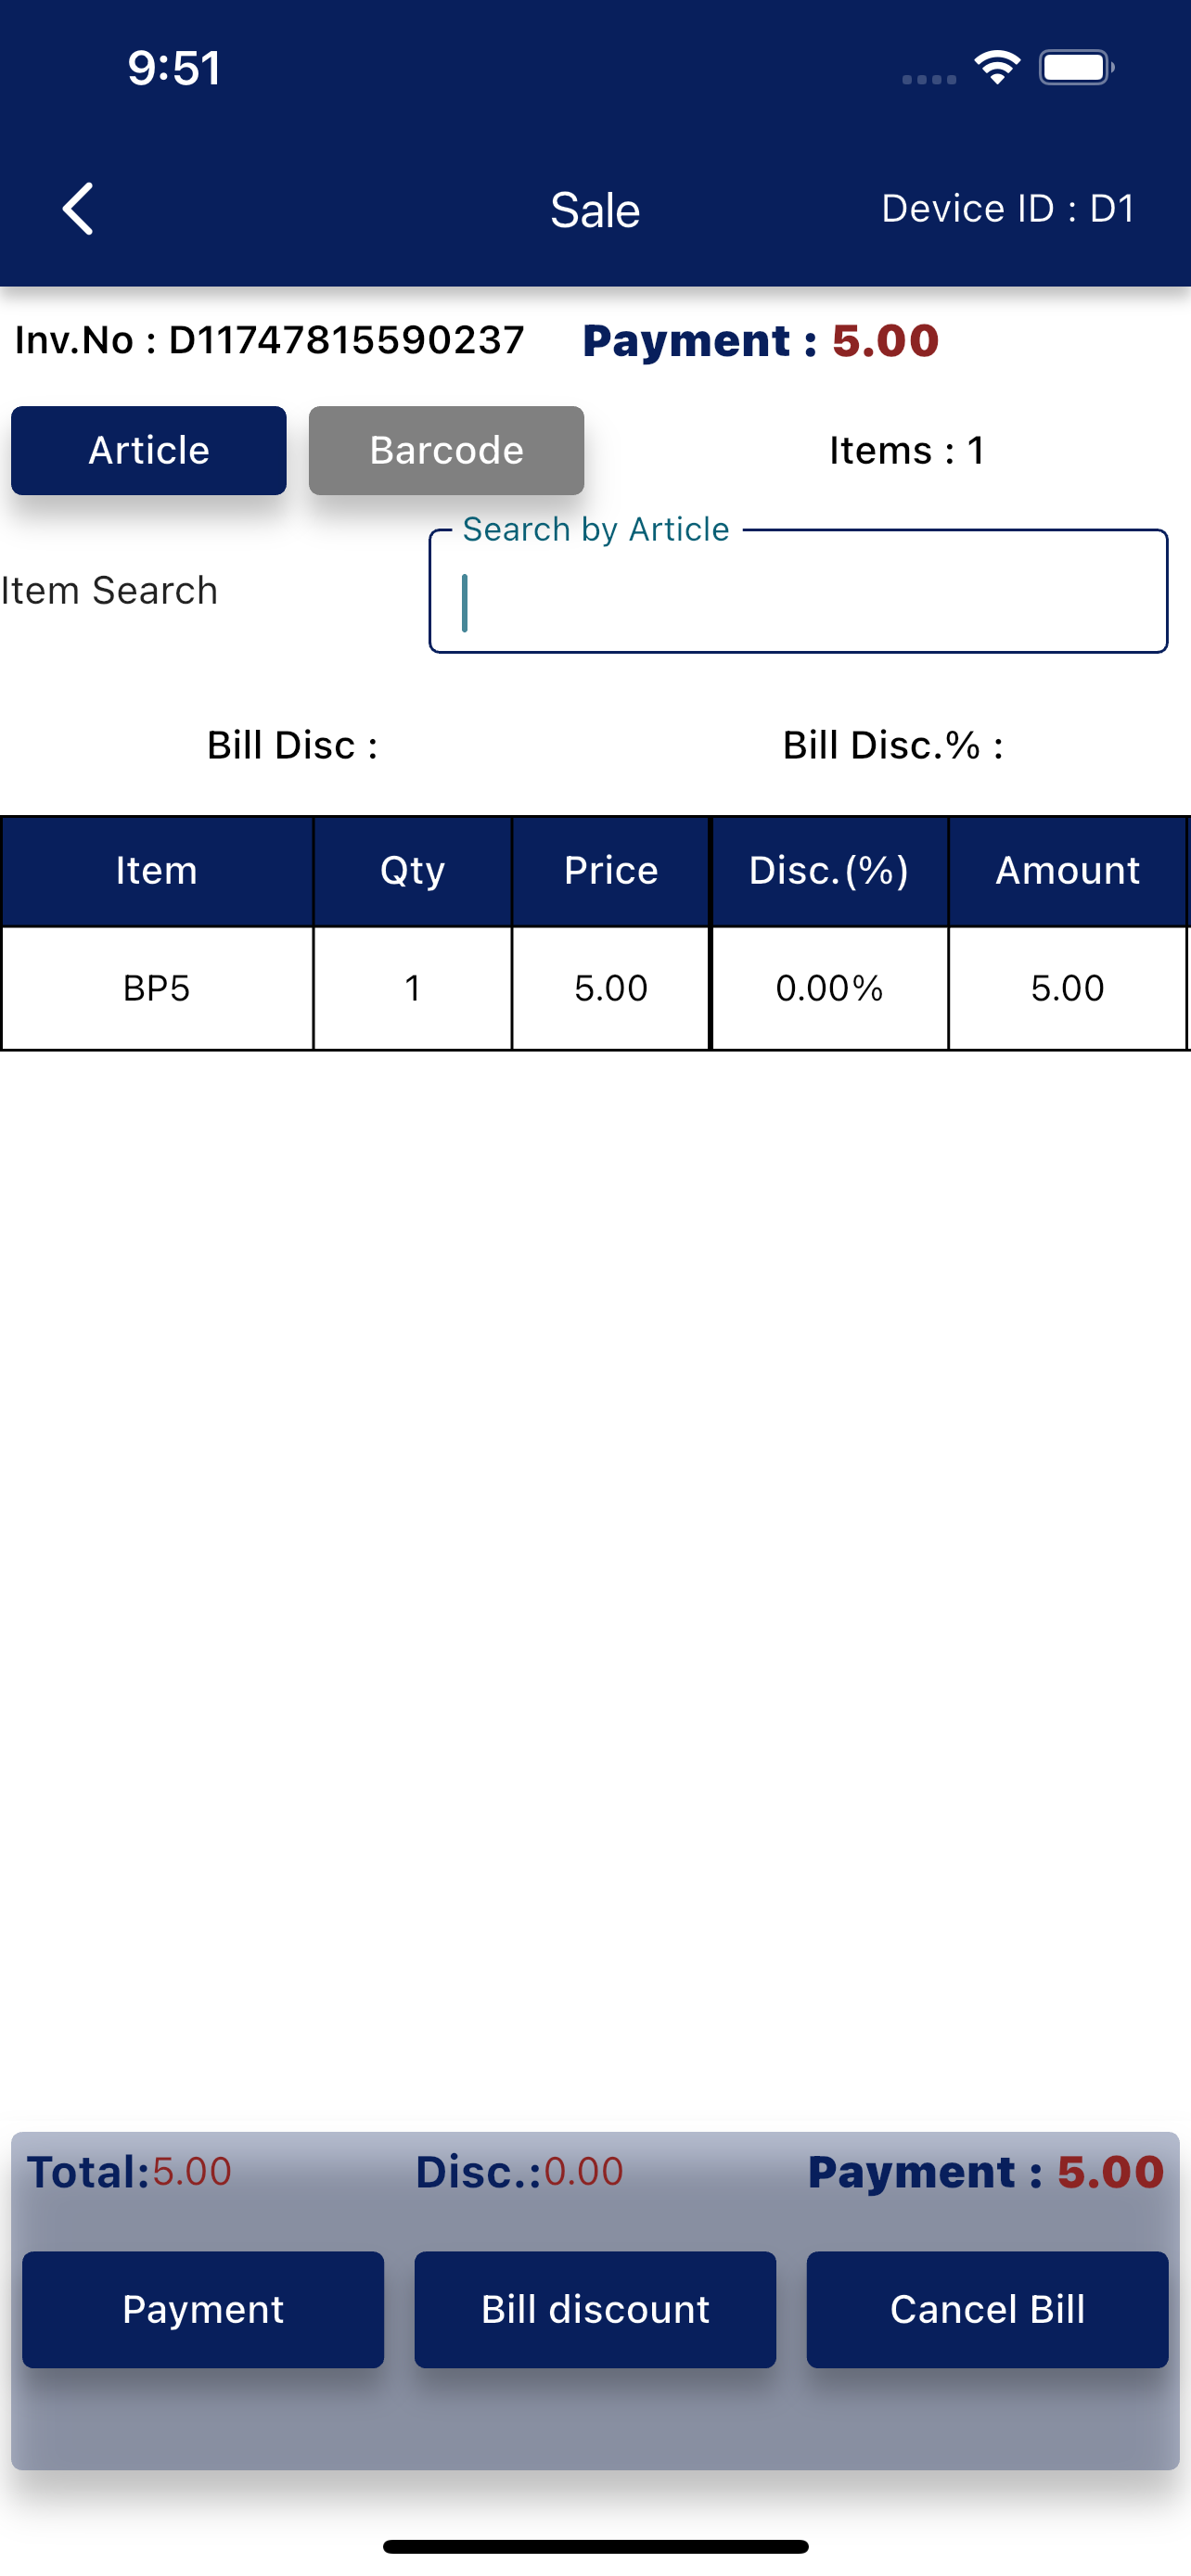 9:51
Sale
Device ID : D1
Inv.No : D11747815590237
Payment : 5.00
Article
Barcode
Items : 1
Search by Article
Item Search
Bill Disc :
Bill Disc.% :
Item Qty Price Disc.(%) Amount
BP5 1 5.00 0.00% 5.00
Total:5.00
Disc.:0.00
Payment : 5.00
Payment
Bill discount
Cancel Bill